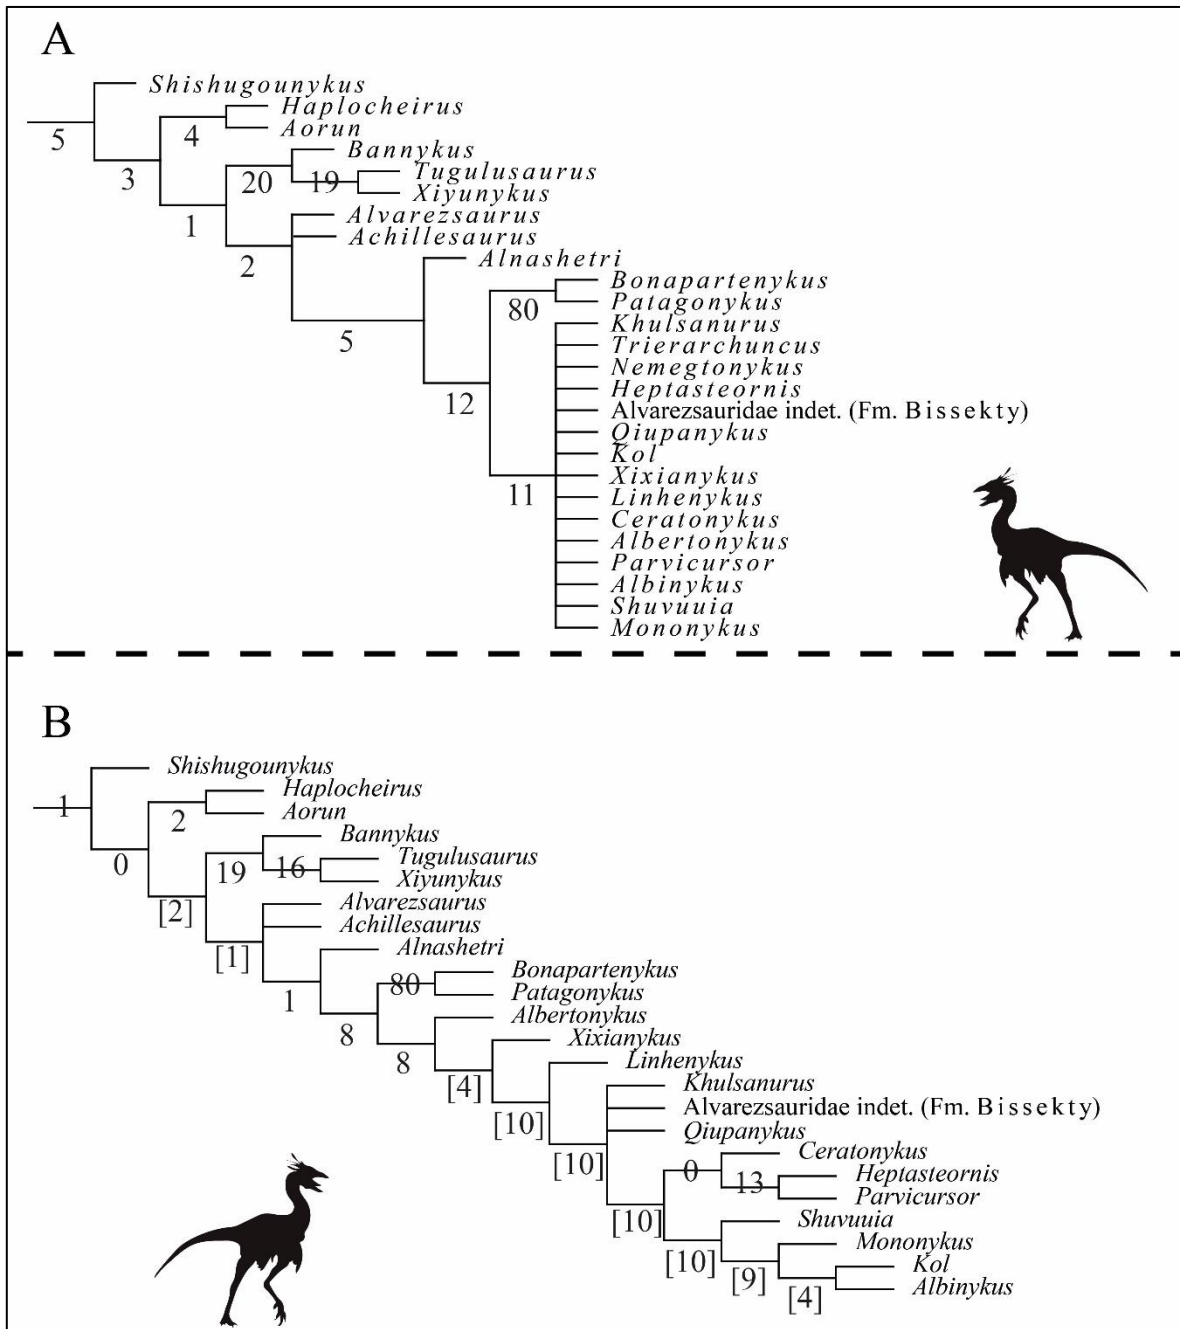 A
Shishugounykus
Haplocheirus
5
4
Aorun
Bannykus
3
20
19
Tugulusaurus
Xiyunykus
1
Alvarezsaurus
Achillesaurus
2
Alnashetri
Bonapartenykus
80
Patagonykus
5
Khulsanurus
Trierarchuncus
Nemegtonykus
Heptasteornis
12
Alvarezsauridae indet. (Fm. Bissekty)
Qiupanykus
Kol
Xixianykus
11
Linhenykus
Ceratonykus
Albertonykus
Parvicursor
Albinykus
Shuvuuia
Mononykus
B
Shishugounykus
Haplocheirus
1
2
Aorun
Bannykus
0
19
16
Tugulusaurus
Xiyunykus
[2]
Alvarezsaurus
Achillesaurus
[1]
Alnashetri
Bonapartenykus
80
1
Patagonykus
Albertonykus
8
Xixianykus
8
Linhenykus
[4]
Khulsanurus
Alvarezsauridae indet. (Fm. Bissekty)
[10]
Qiupanykus
Ceratonykus
[10]
0
13
Heptasteornis
Parvicursor
[10]
Shuvuuia
Mononykus
[10]
Kol
[9]
Albinykus
[4]